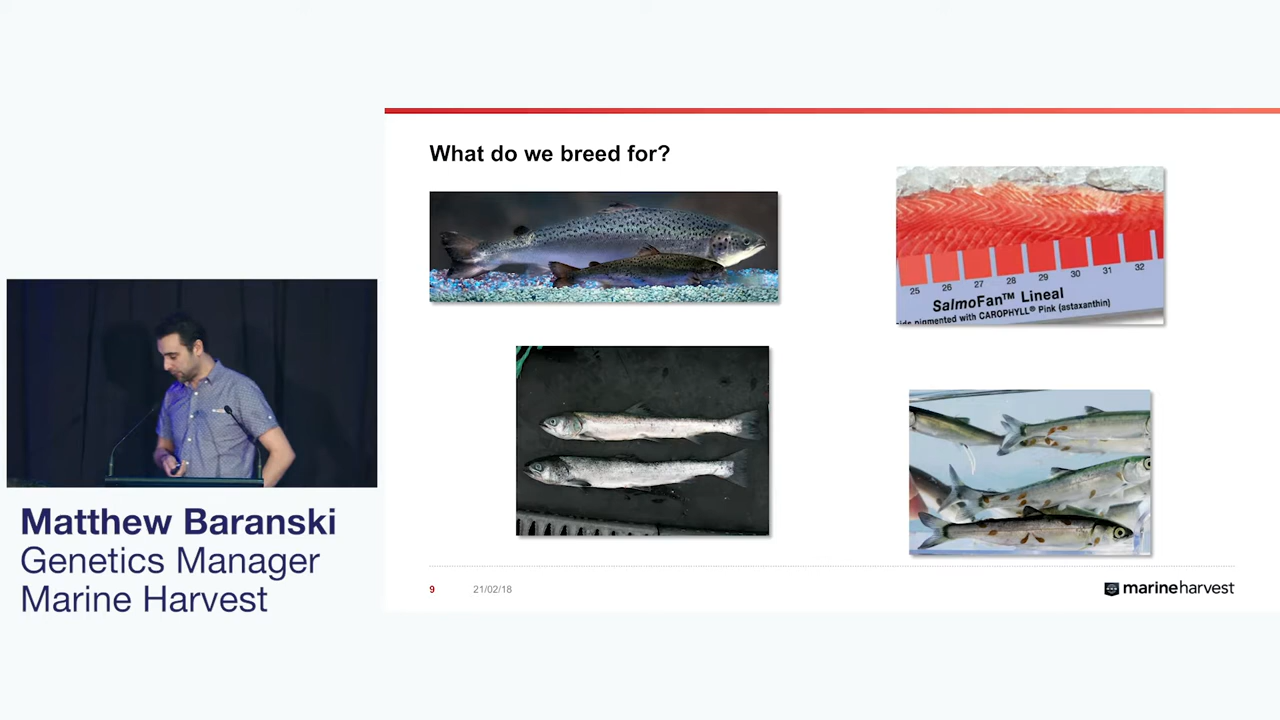 What do we breed for?
25 26 27 28 29 30 31 32
SalmoFan™ Lineal
pigmented with CAROPHYLL® Pink (astaxanthin)
Matthew Baranski
Genetics Manager
Marine Harvest
9 21/02/18
marineharvest